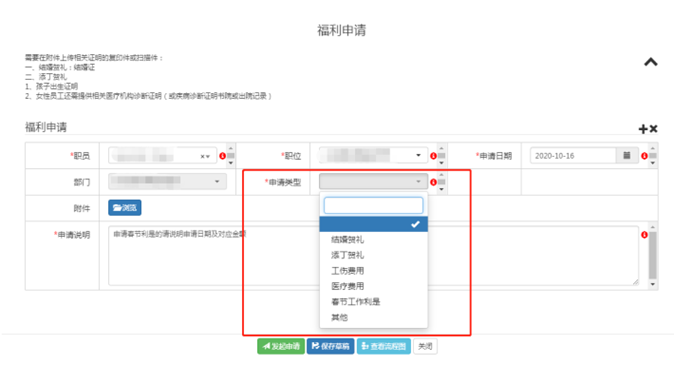 福利申请
需要在附件上传相关证明的复印件或扫描件：
一、结婚贺礼：结婚证
二、添丁贺礼
1、孩子出生证明
2、女性员工还需提供相关医疗机构诊断证明（或疾病诊断证明书院或出院记录）
福利申请
*职员
*职位
*申请日期
2020-10-16
部门
*申请类型
附件
浏览
*申请说明
申请春节利是的请说明申请日期及对应金额
结婚贺礼
添丁贺礼
工伤费用
医疗费用
春节工作利是
其他
发起申请
保存草稿
查看流程图
关闭